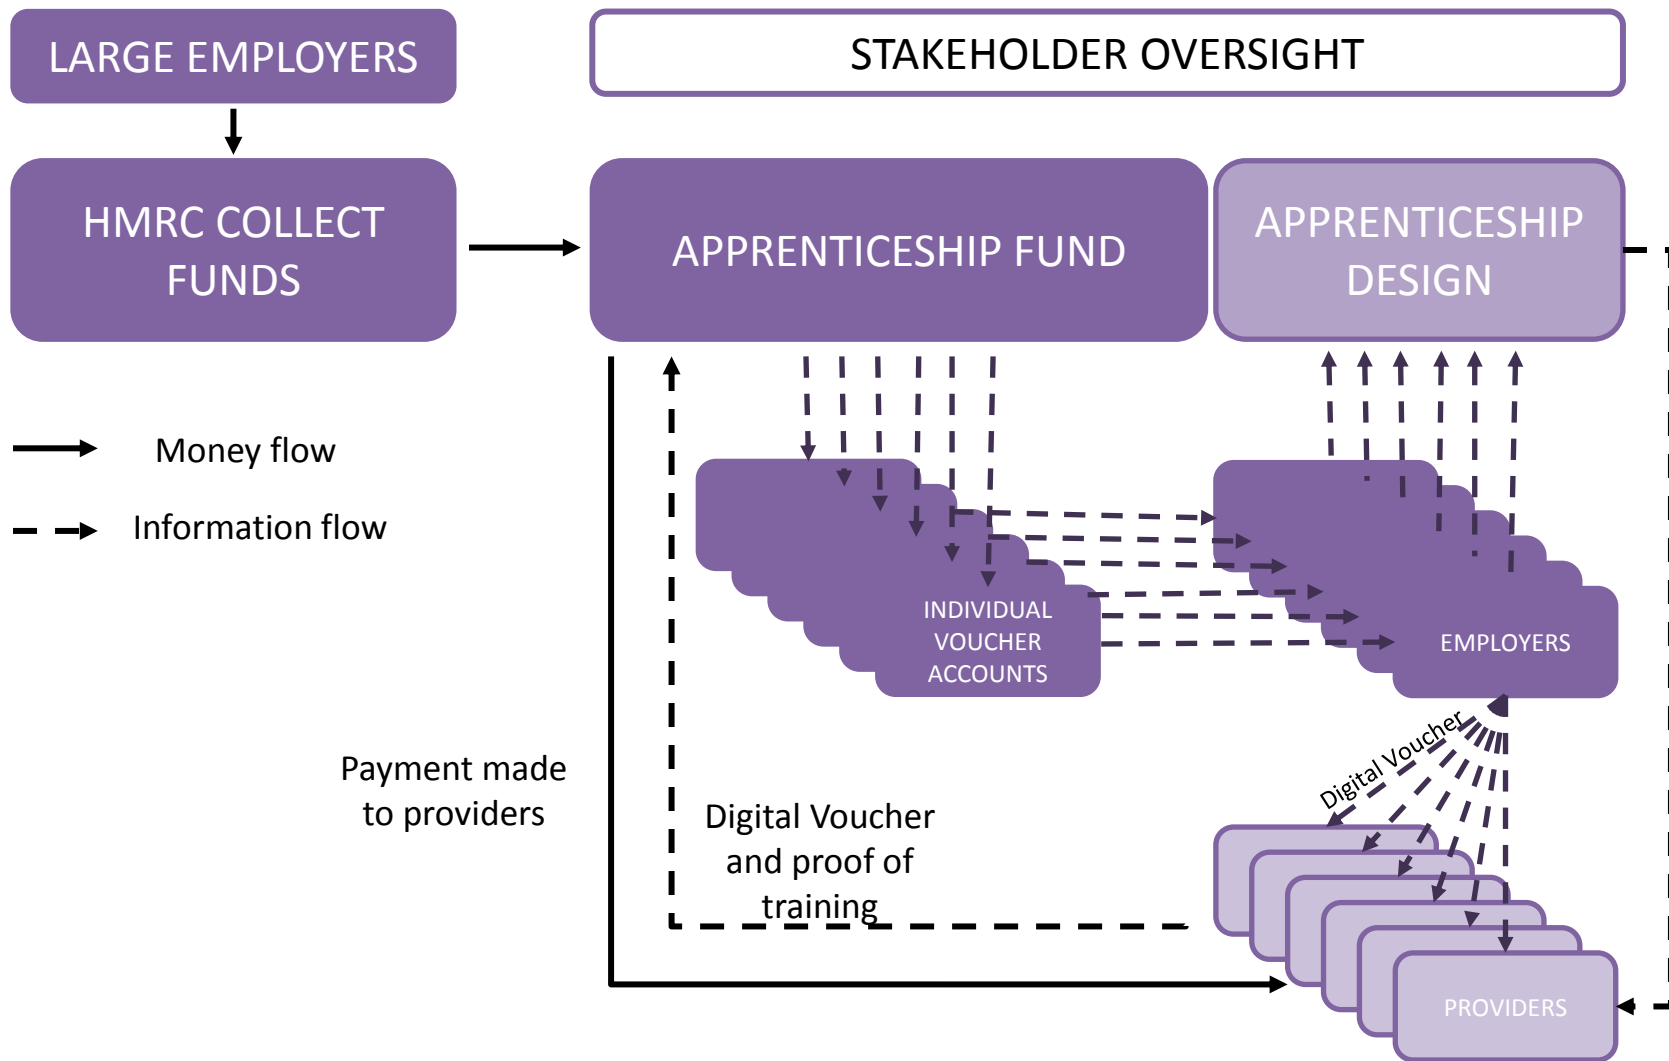 LARGE EMPLOYERS
STAKEHOLDER OVERSIGHT
HMRC COLLECT
FUNDS
APPRENTICESHIP FUND
APPRENTICESHIP
DESIGN
Money flow
Information flow
INDIVIDUAL
VOUCHER
ACCOUNTS
EMPLOYERS
Digital Voucher
Payment made
to providers
Digital Voucher
and proof of
training
PROVIDERS